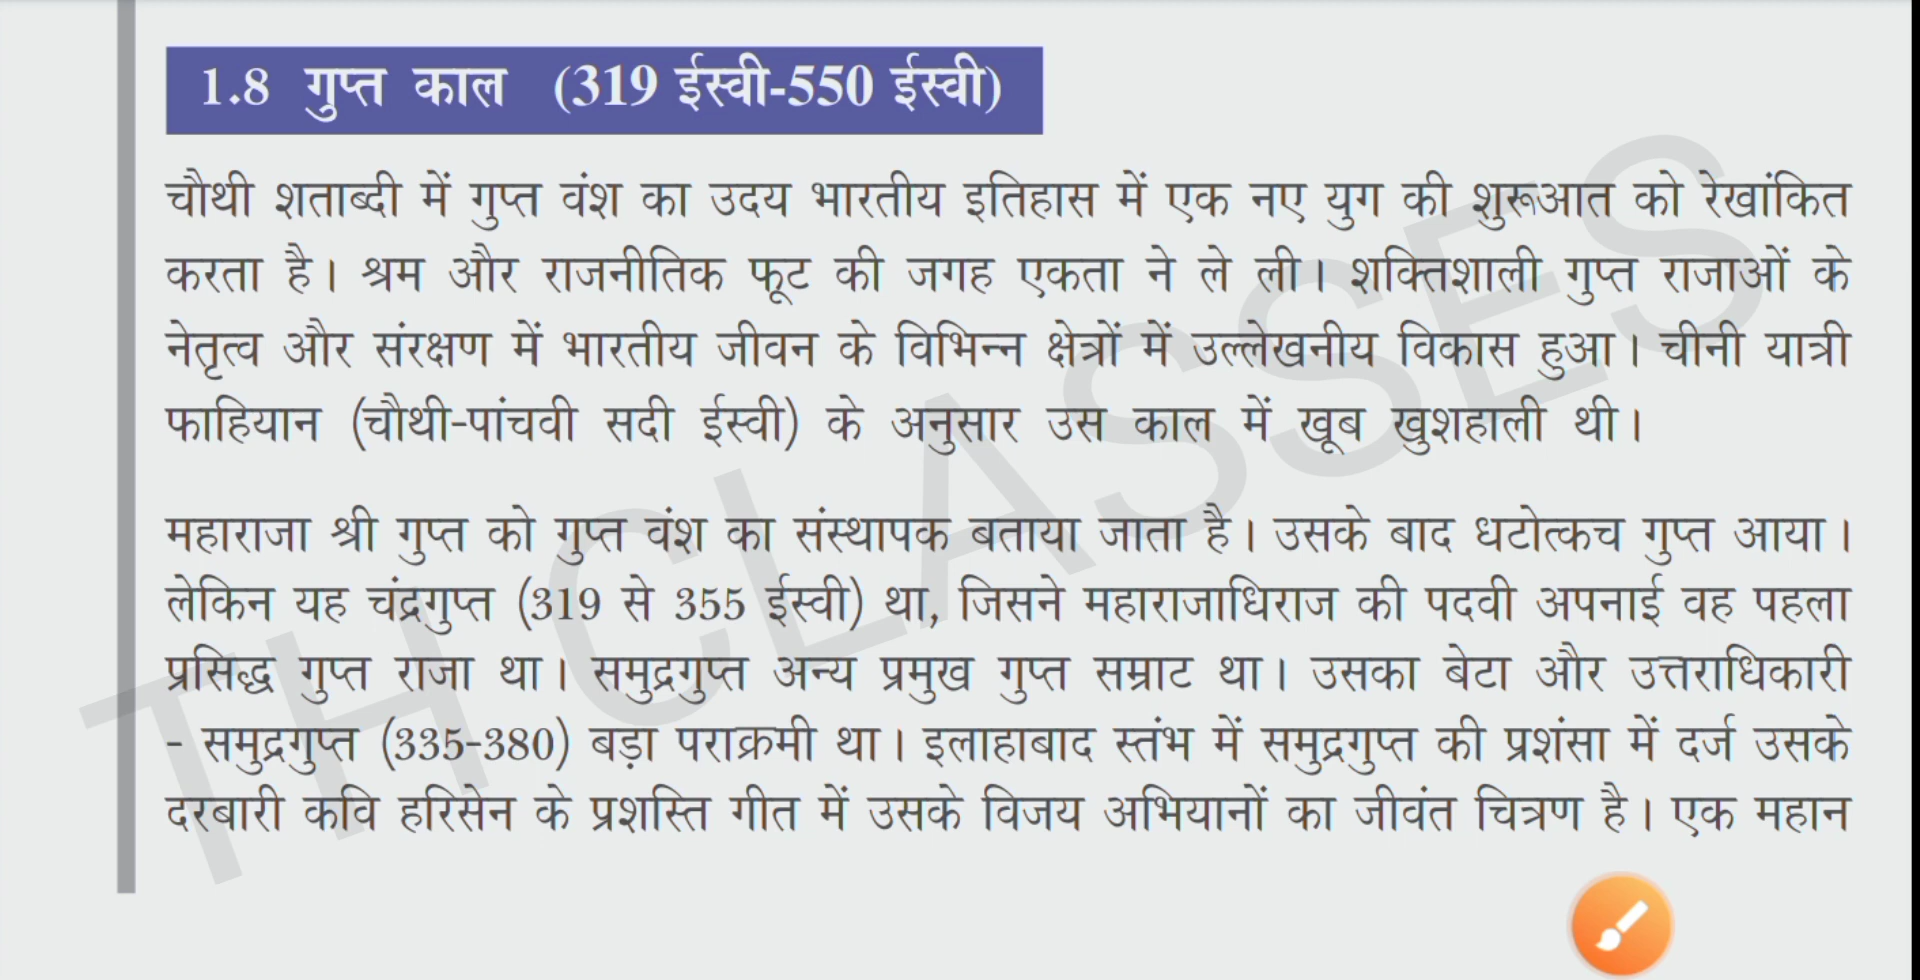 1.8 गुप्त काल (319 ईस्वी-550 ईस्वी)
चौथी शताब्दी में गुप्त वंश का उदय भारतीय इतिहास में एक नए युग की शुरूआत को रेखांकित
करता है। श्रम और राजनीतिक फूट की जगह एकता ने ले ली। शक्तिशाली गुप्त राजाओं के
नेतृत्व और संरक्षण में भारतीय जीवन के विभिन्न क्षेत्रों में उल्लेखनीय विकास हुआ। चीनी यात्री
फाहियान (चौथी-पांचवी सदी ईस्वी) के अनुसार उस काल में खूब खुशहाली थी।
महाराजा श्री गुप्त को गुप्त वंश का संस्थापक बताया जाता है। उसके बाद धटोत्कच गुप्त आया।
लेकिन यह चंद्रगुप्त (319 से 355 ईस्वी) था, जिसने महाराजाधिराज की पदवी अपनाई वह पहला
प्रसिद्ध गुप्त राजा था। समुद्रगुप्त अन्य प्रमुख गुप्त सम्राट था। उसका बेटा और उत्तराधिकारी
- समुद्रगुप्त (335-380) बड़ा पराक्रमी था। इलाहाबाद स्तंभ में समुद्रगुप्त की प्रशंसा में दर्ज उसके
दरबारी कवि हरिसेन के प्रशस्ति गीत में उसके विजय अभियानों का जीवंत चित्रण है। एक महान
TH CLASSES